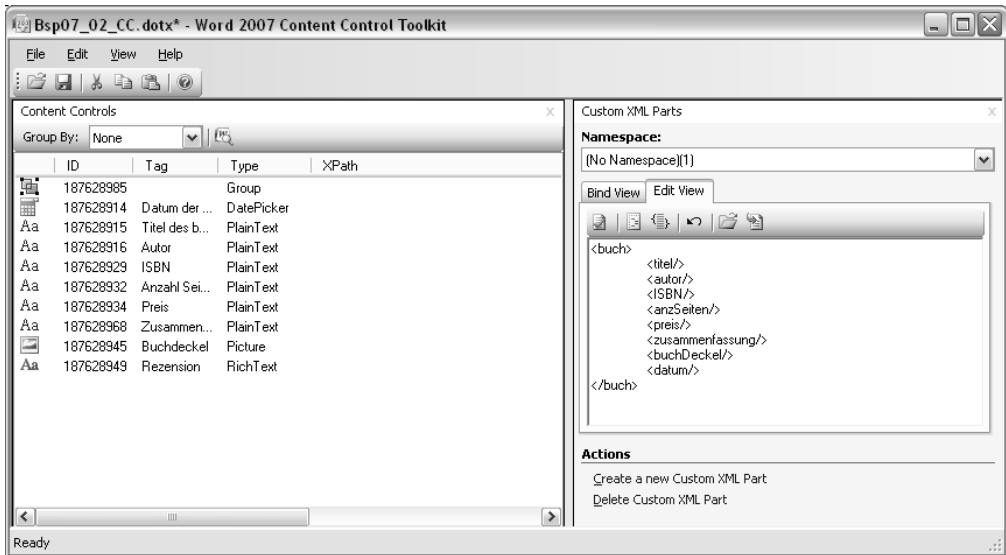 Bsp07_02_CC.dotx* - Word 2007 Content Control Toolkit
File Edit View Help
Content Controls x
Group By: None
ID Tag Type XPath
187628985 Group
187628914 Datum der ... DatePicker
Aa 187628915 Titel des b... PlainText
Aa 187628916 Autor PlainText
Aa 187628929 ISBN PlainText
Aa 187628932 Anzahl Sei... PlainText
Aa 187628934 Preis PlainText
Aa 187628968 Zusammen... PlainText
187628945 Buchdeckel Picture
Aa 187628949 Rezension RichText
Custom XML Parts x
Namespace:
(No Namespace)(1)
Bind View Edit View
<buch>
<titel/>
<autor/>
<ISBN/>
<anzSeiten/>
<preis/>
<zusammenfassung/>
<buchDeckel/>
<datum/>
</buch>
Actions
Create a new Custom XML Part
Delete Custom XML Part
Ready